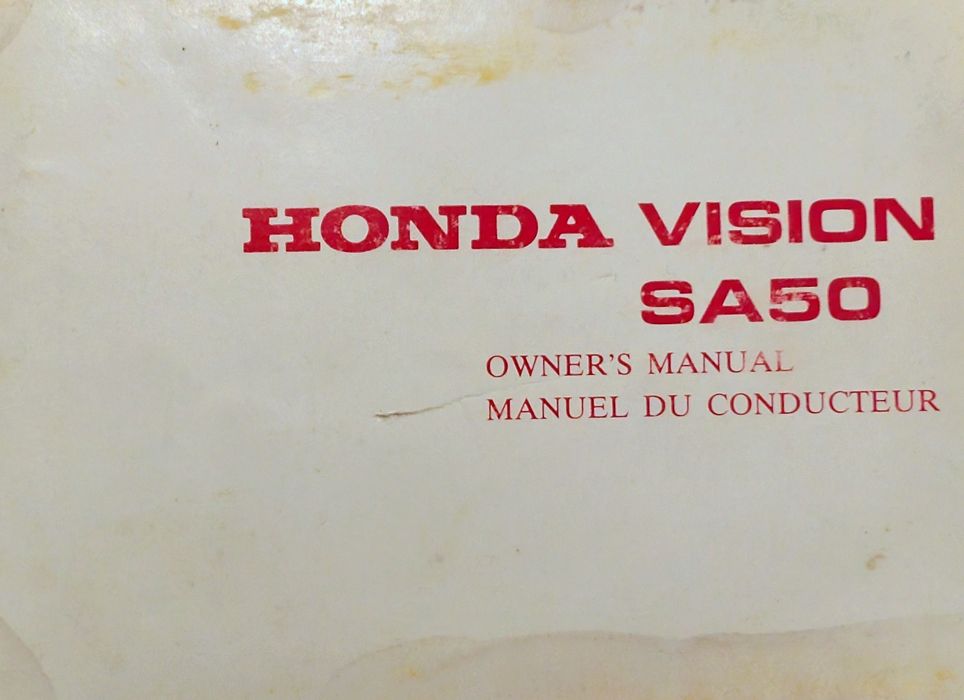 HONDA VISION
SA50
OWNER'S MANUAL
MANUEL DU CONDUCTEUR